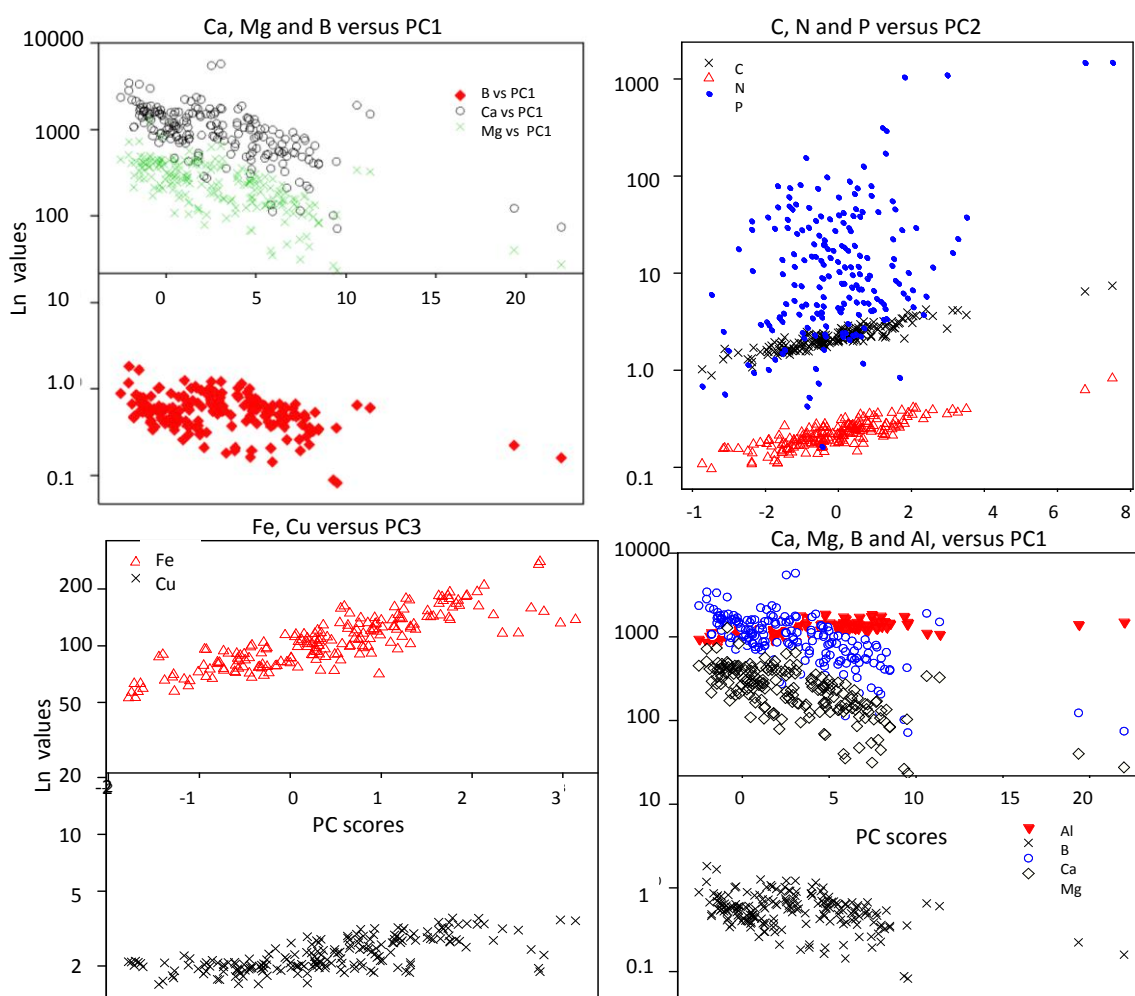 Ca, Mg and B versus PC1
10000
1000
100
10
1.0
0.1
Ln values
0 5 10 15 20
B vs PC1
Ca vs PC1
Mg vs PC1
C, N and P versus PC2
C
N
P
1000
100
10
1.0
0.1
-1 -2 0 2 4 6 8
Fe, Cu versus PC3
Fe
Cu
200
100
50
20
10
5
2
Ln values
-2 -1 0 1 2 3
PC scores
Ca, Mg, B and Al, versus PC1
10000
1000
100
10
1
0.1
0 5 10 15 20
PC scores
Al
B
Ca
Mg